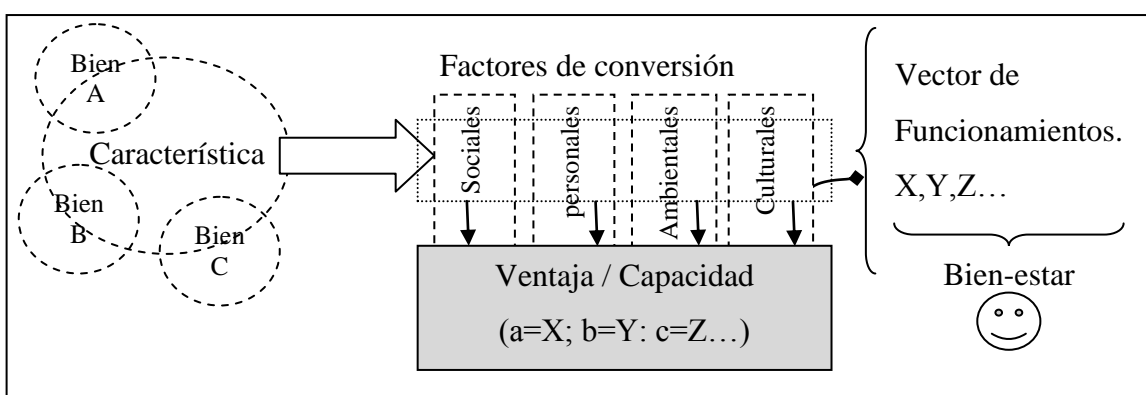 Bien
A
Característica
Bien
B
Bien
C
Factores de conversión
Sociales
personales
Ambientales
Culturales
Ventaja / Capacidad
(a=X; b=Y: c=Z…)
Vector de
Funcionamientos.
X,Y,Z…
Bien-estar